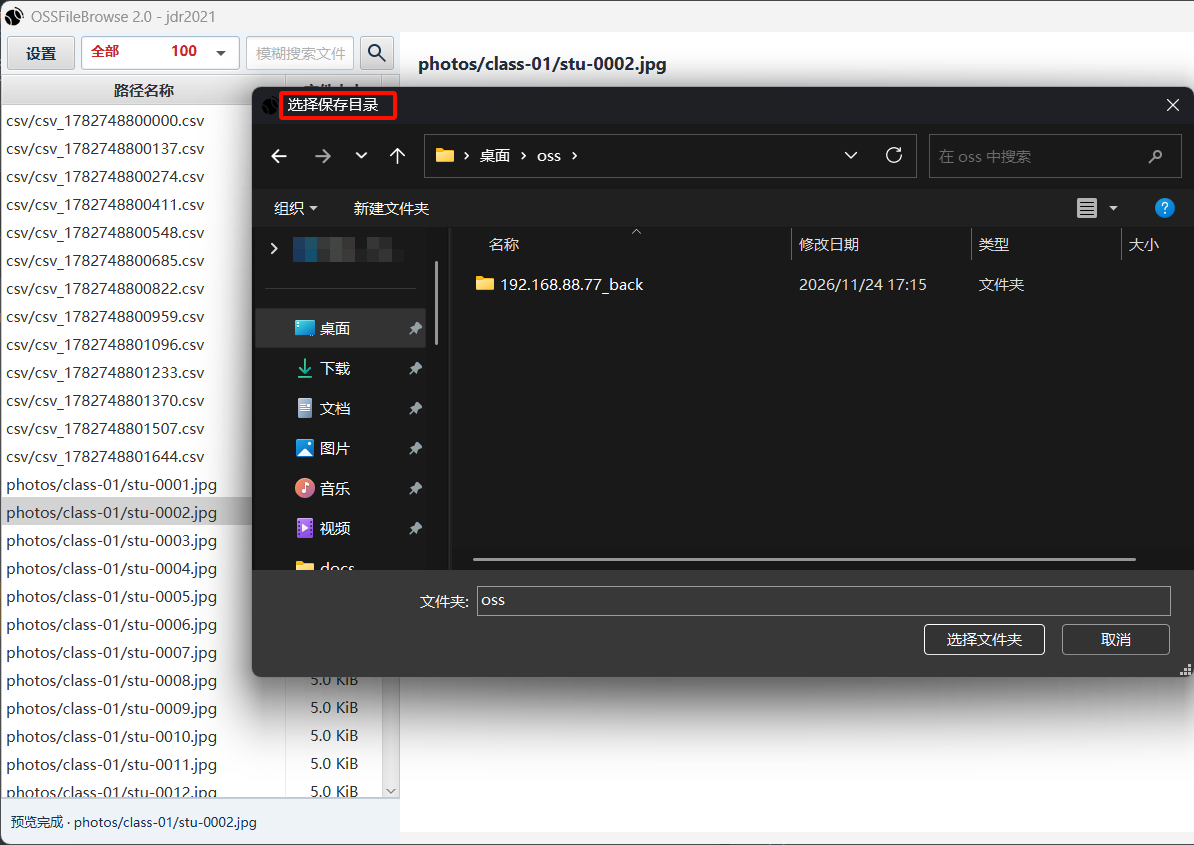 OSSFileBrowse 2.0 - jdr2021
设置 全部 100 模糊搜索文件
photos/class-01/stu-0002.jpg
路径名称
csv/csv_1782748800000.csv
csv/csv_1782748800137.csv
csv/csv_1782748800274.csv
csv/csv_1782748800411.csv
csv/csv_1782748800548.csv
csv/csv_1782748800685.csv
csv/csv_1782748800822.csv
csv/csv_1782748800959.csv
csv/csv_1782748801096.csv
csv/csv_1782748801233.csv
csv/csv_1782748801370.csv
csv/csv_1782748801507.csv
csv/csv_1782748801644.csv
photos/class-01/stu-0001.jpg
photos/class-01/stu-0002.jpg
photos/class-01/stu-0003.jpg
photos/class-01/stu-0004.jpg
photos/class-01/stu-0005.jpg
photos/class-01/stu-0006.jpg
photos/class-01/stu-0007.jpg
photos/class-01/stu-0008.jpg 5.0 KiB
photos/class-01/stu-0009.jpg 5.0 KiB
photos/class-01/stu-0010.jpg 5.0 KiB
photos/class-01/stu-0011.jpg 5.0 KiB
photos/class-01/stu-0012.jpg 5.0 KiB
预览完成 · photos/class-01/stu-0002.jpg
选择保存目录
桌面 oss
在 oss 中搜索
组织 新建文件夹
名称 修改日期 类型 大小
192.168.88.77_back 2026/11/24 17:15 文件夹
桌面
下载
文档
图片
音乐
视频
docs
文件夹: oss
选择文件夹 取消